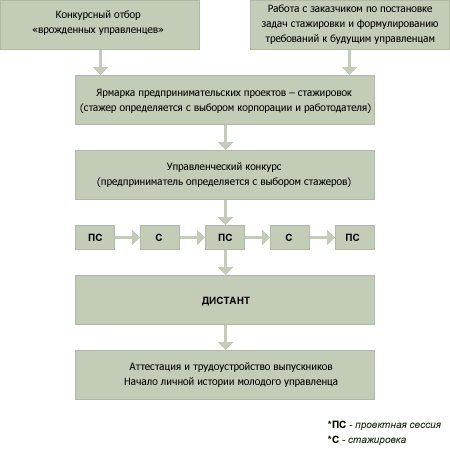 Конкурсный отбор
«врожденных управленцев»
Работа с заказчиком по постановке
задач стажировки и формулированию
требований к будущим управленцам
Ярмарка предпринимательских проектов – стажировок
(стажер определяется с выбором корпорации и работодателя)
Управленческий конкурс
(предприниматель определяется с выбором стажеров)
ПС С ПС С ПС
ДИСТАНТ
Аттестация и трудоустройство выпускников
Начало личной истории молодого управленца
*ПС - проектная сессия
*С - стажировка